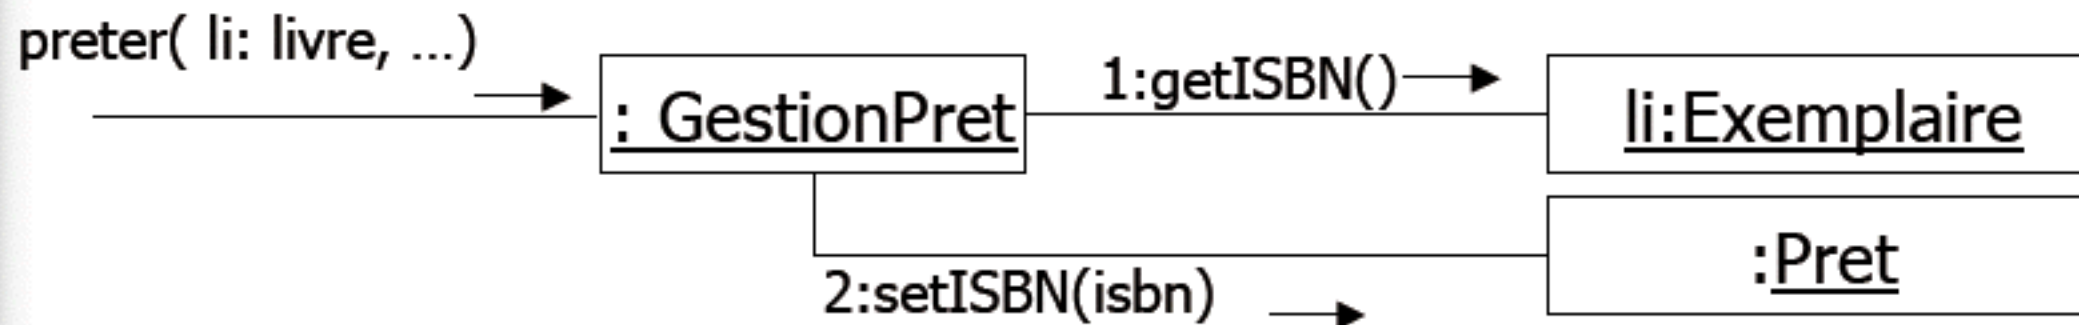 preter( li: livre, ...)
: GestionPret
1:getISBN()
li:Exemplaire
:Pret
2:setISBN(isbn)